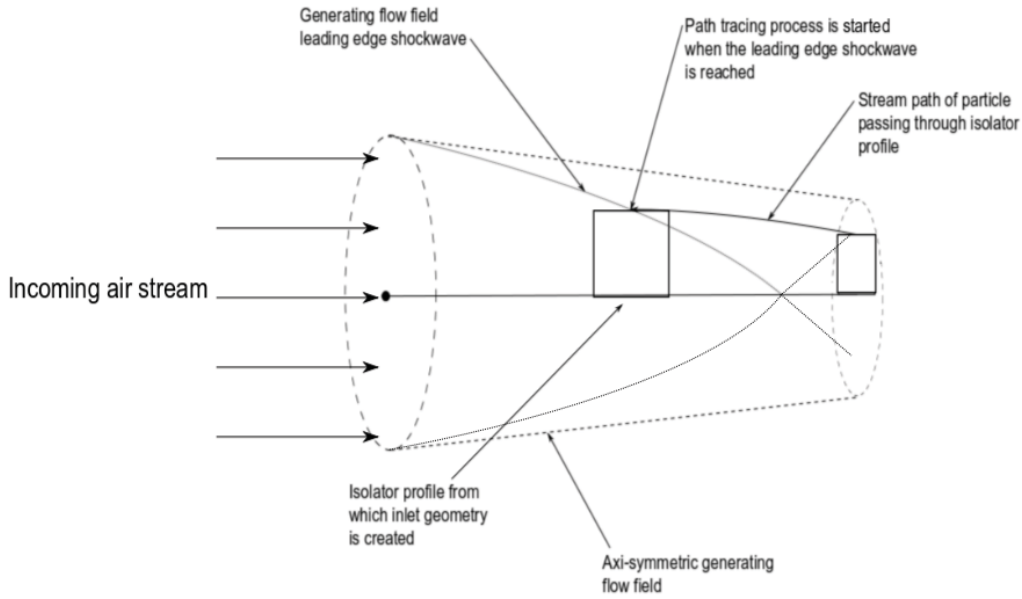 Generating flow field
leading edge shockwave
Path tracing process is started
when the leading edge shockwave
is reached
Stream path of particle
passing through isolator
profile
Incoming air stream
Isolator profile from
which inlet geometry
is created
Axi-symmetric generating
flow field